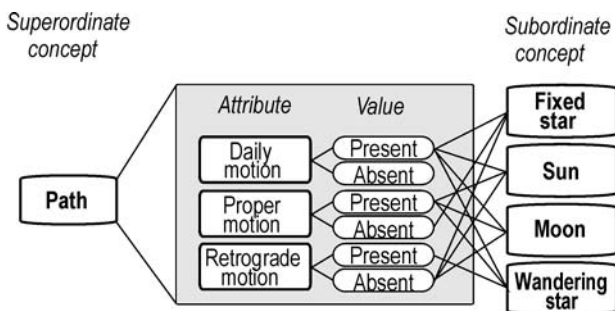 Superordinate
concept
Subordinate
concept
Attribute
Value
Path
Daily
motion
Present
Absent
Proper
motion
Present
Absent
Retrograde
motion
Present
Absent
Fixed
star
Sun
Moon
Wandering
star